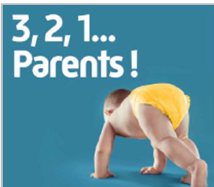 3, 2, 1...
Parents !